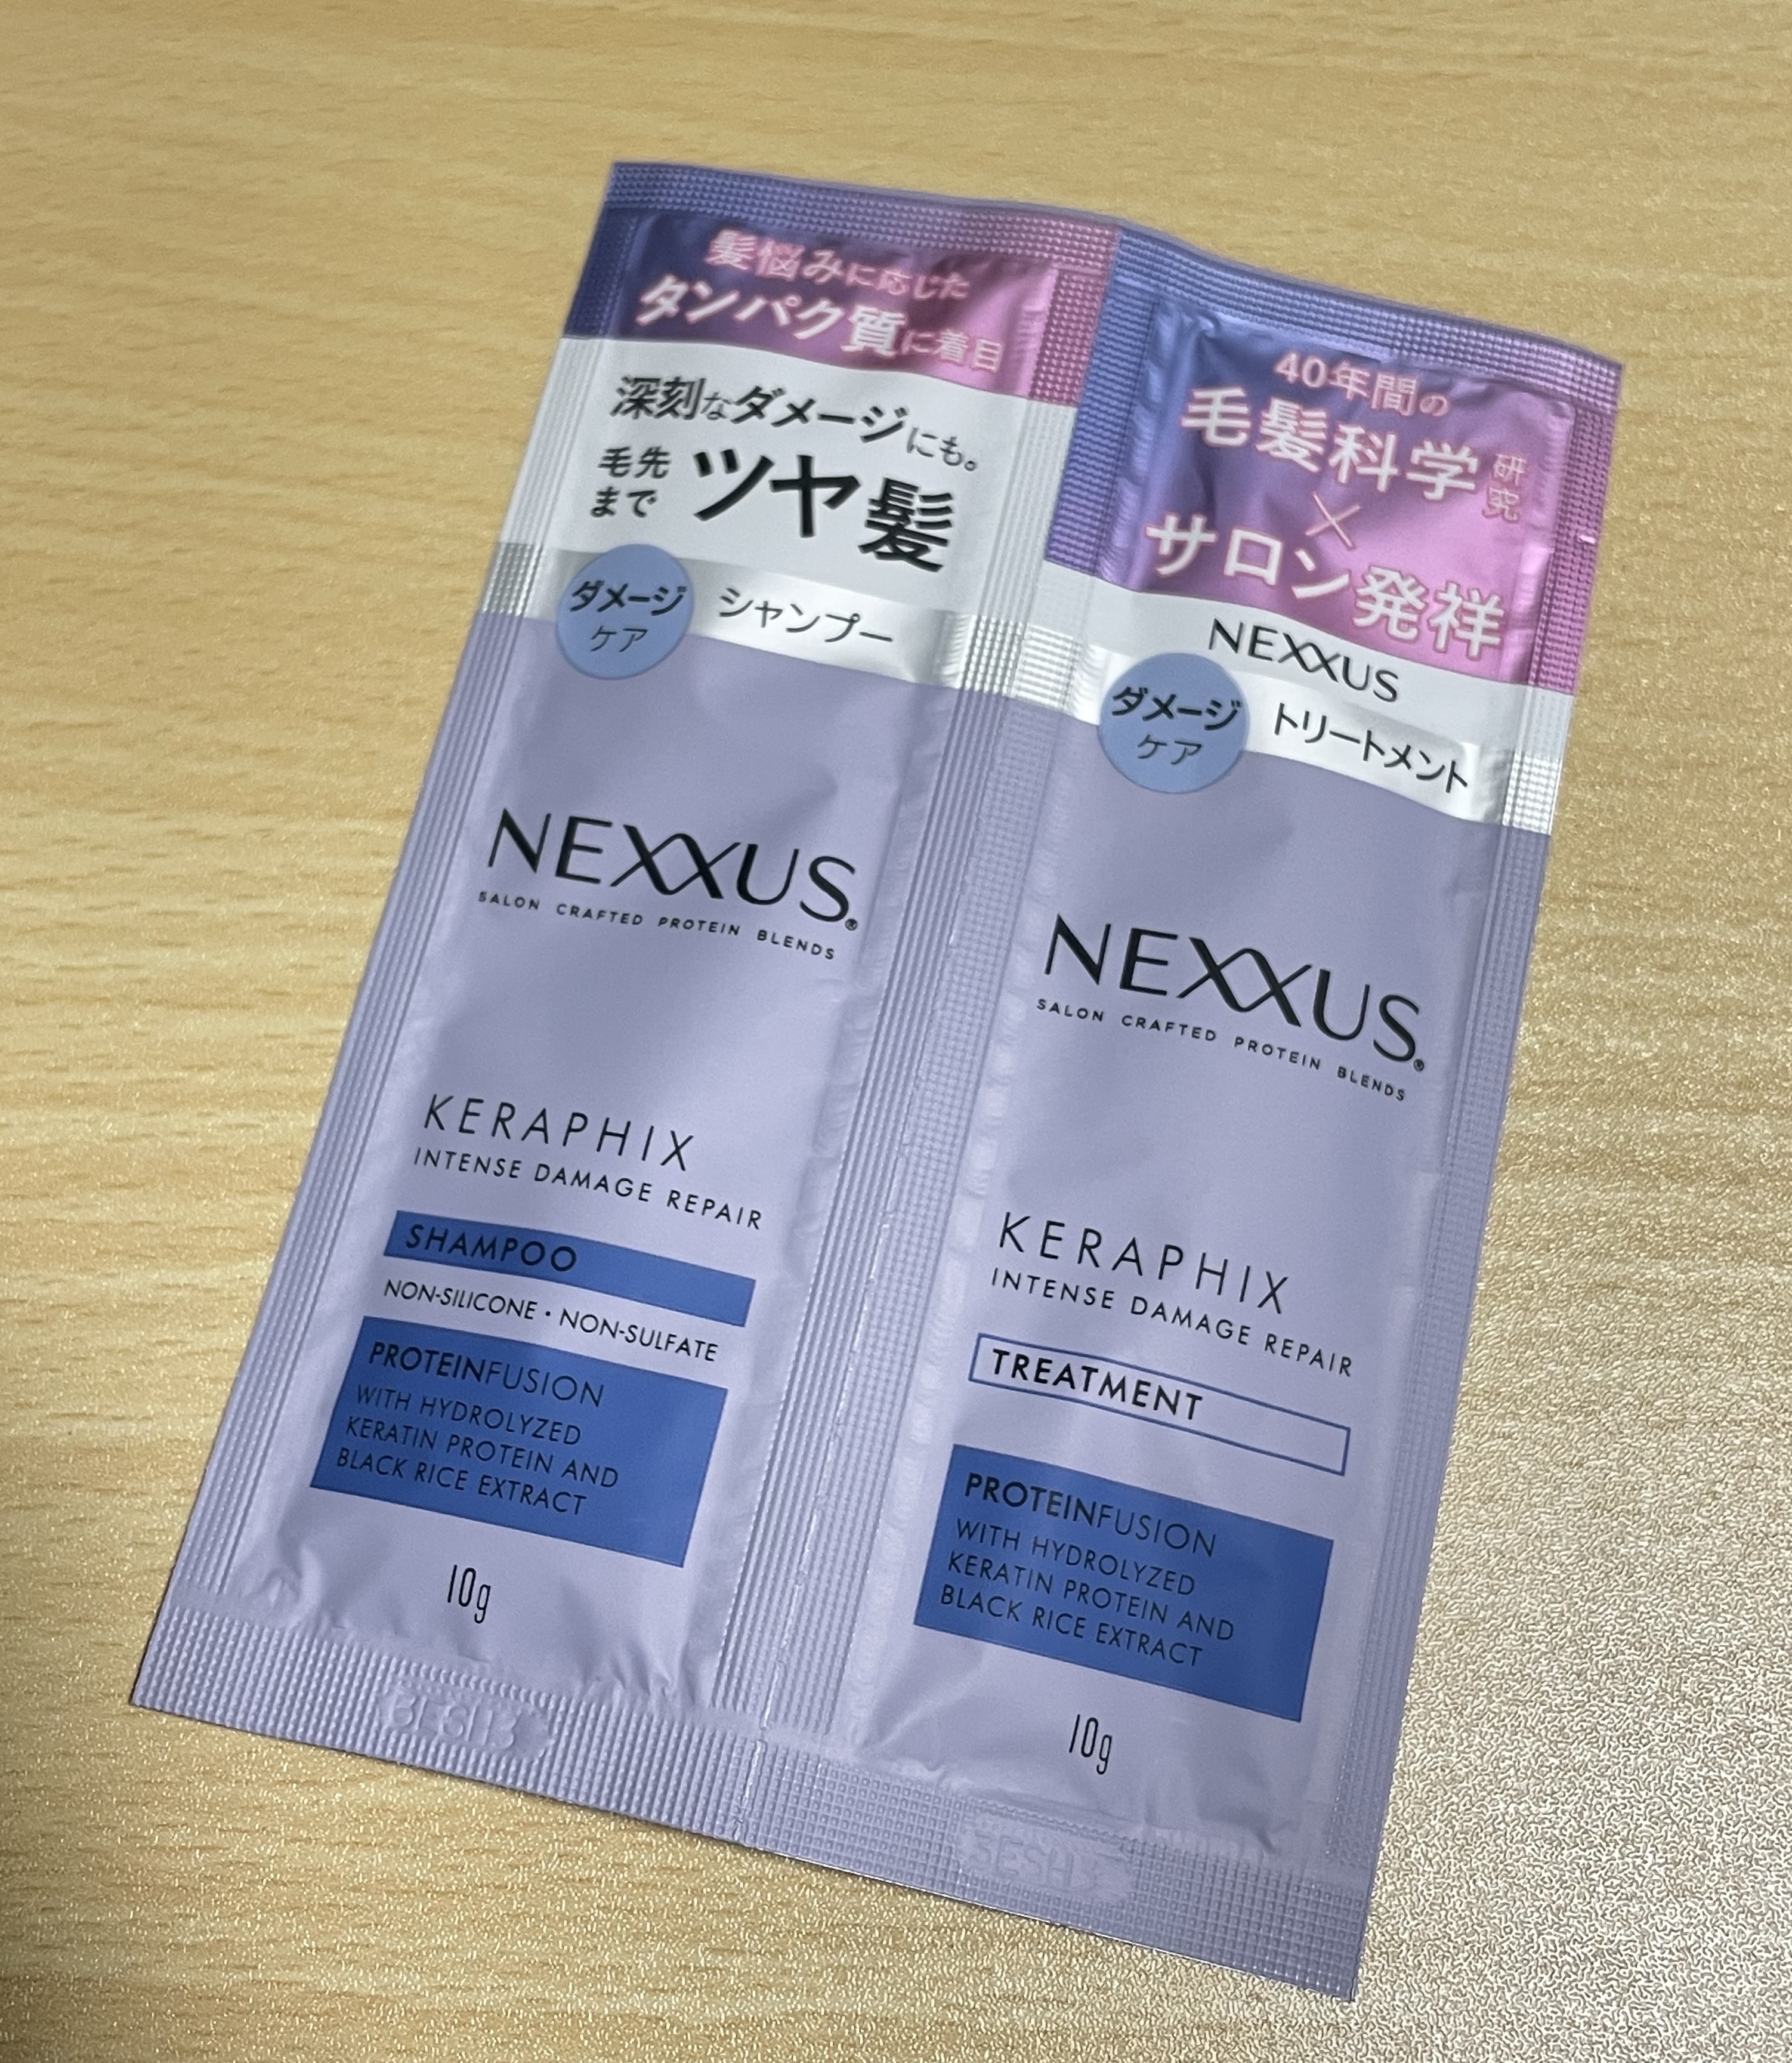 髪悩みに応じた
タンパク質に着目
深刻なダメージにも。
毛先
まで
ツヤ髪
ダメージ
ケア
シャンプー
NEXXUS®
SALON CRAFTED PROTEIN BLENDS
KERAPHIX
INTENSE DAMAGE REPAIR
SHAMPOO
NON-SILICONE・NON-SULFATE
PROTEINFUSION
WITH HYDROLYZED
KERATIN PROTEIN AND
BLACK RICE EXTRACT
10g
40年間の
毛髪科学研究
×
サロン発祥
NEXXUS
ダメージ
ケア
トリートメント
NEXXUS®
SALON CRAFTED PROTEIN BLENDS
KERAPHIX
INTENSE DAMAGE REPAIR
TREATMENT
PROTEINFUSION
WITH HYDROLYZED
KERATIN PROTEIN AND
BLACK RICE EXTRACT
10g